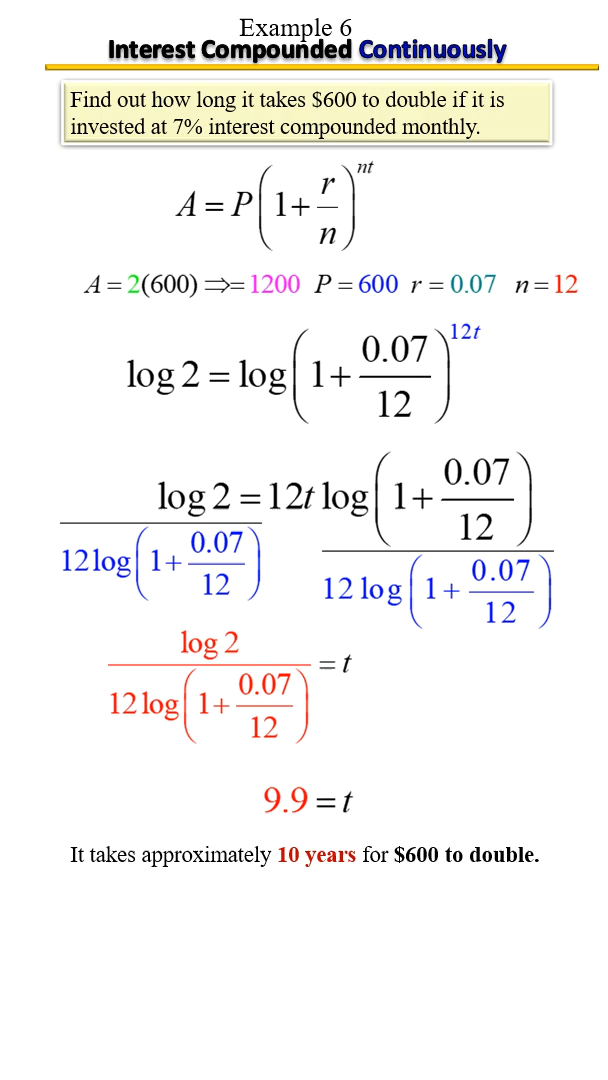 Example 6
Interest Compounded Continuously
Find out how long it takes $600 to double if it is
invested at 7% interest compounded monthly.
A = P(1 + r/n)^nt
A = 2(600) ⇒= 1200 P = 600 r = 0.07 n = 12
log 2 = log(1 + 0.07/12)^12t
log 2 = 12t log(1 + 0.07/12)
12 log(1 + 0.07/12) 12 log(1 + 0.07/12)
log 2 / 12 log(1 + 0.07/12) = t
9.9 = t
It takes approximately 10 years for $600 to double.